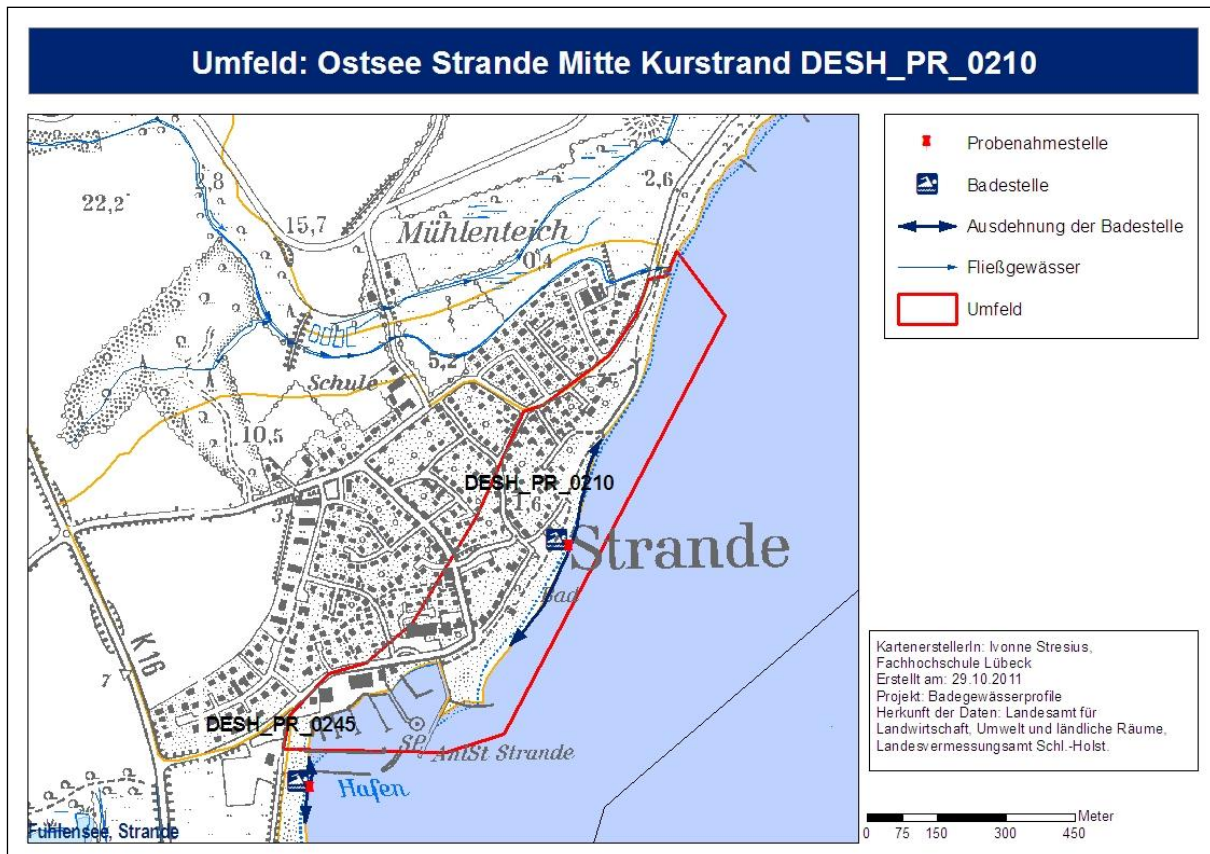 Umfeld: Ostsee Strande Mitte Kurstrand DESH_PR_0210
2,8
22,2
15,7
2,6
Mühlenteich
0,4
5,2
Schule
10,5
DESH_PR_0210
1,6
3
Strande
Bad
K16
7
DESH_PR_0245
AntSt Strande
Hafen
Fuhlensee, Strande
Probenahmestelle
Badestelle
Ausdehnung der Badestelle
Fließgewässer
Umfeld
KartenerstellerIn: Ivonne Stresius,
Fachhochschule Lübeck
Erstellt am: 29.10.2011
Projekt: Badegewässerprofile
Herkunft der Daten: Landesamt für
Landwirtschaft, Umwelt und ländliche Räume,
Landesvermessungsamt Schl.-Holst.
Meter
0 75 150 300 450